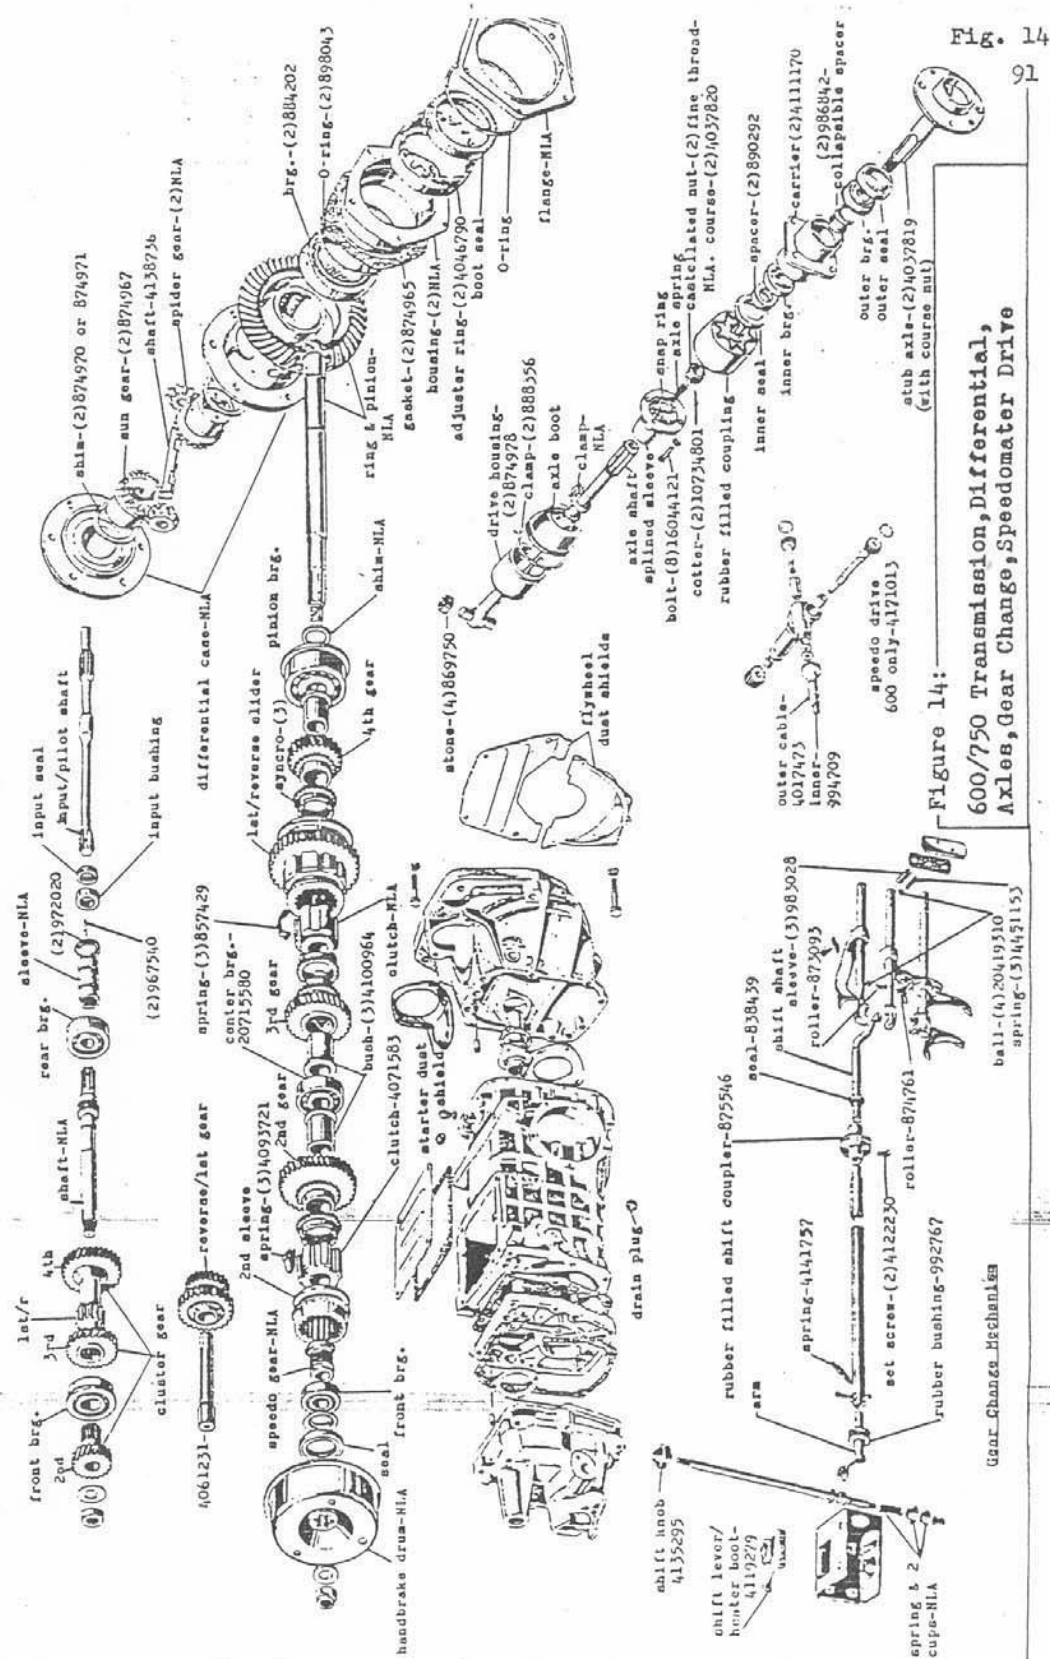 Fig. 14
91
Figure 14:
600/750 Transmission,Differential,
Axles,Gear Change,Speedometer Drive
shim-(2)874970 or 874971
sun gear-(2)874967
shaft-4138736
spider gear-(2)NLA
brg.-(2)884202
O-ring-(2)898043
differential case-NLA
ring & pinion-
NLA
gasket-(2)874965
housing-(2)NLA
adjuster ring-(2)4046790
boot seal
O-ring
flange-NLA
front brg.
2nd
3rd
1st/r
4th
cluster gear
shaft-NLA
rear brg.
sleeve-NLA
(2)972020
(2)967540
input seal
input/pilot shaft
input bushing
4061231
reverse/1st gear
handbrake drum-NLA
seal
front brg.
speedo gear-NLA
2nd sleeve
spring-(3)4093721
2nd gear
center brg.-
20715580
3rd gear
spring-(3)857429
clutch-4071583
bush-(3)4100964
clutch-NLA
1st/reverse slider
syncro-(3)
4th gear
pinion brg.
shim-NLA
starter dust
shield
drain plug
flywheel
dust shields
stone-(4)869750
drive housing-
(2)874978
clamp-(2)888356
axle boot
clamp-
NLA
axle shaft
splined sleeve
bolt-(8)16044121
snap ring
axle spring
castellated nut-(2)fine thread-
NLA. course-(2)4037820
cotter-(2)10734801
rubber filled coupling
inner seal
spacer-(2)890292
inner brg.
carrier(2)4111170
(2)986842-
collapsible spacer
outer brg.
outer seal
stub axle-(2)4037819
(with course nut)
outer cable-
4017473
inner-
994709
speedo drive
600 only-4171013
shift knob
4135295
shift lever/
heater boot-
4119279
spring & 2
cups-NLA
arm
spring-4141757
rubber filled shift coupler-875546
set screw-(2)4122230
rubber bushing-992767
seal-838439
shift shaft
sleeve-(3)983028
roller-873093
roller-874761
ball-(4)20419310
spring-(3)4451153
Gear Change Mechanism